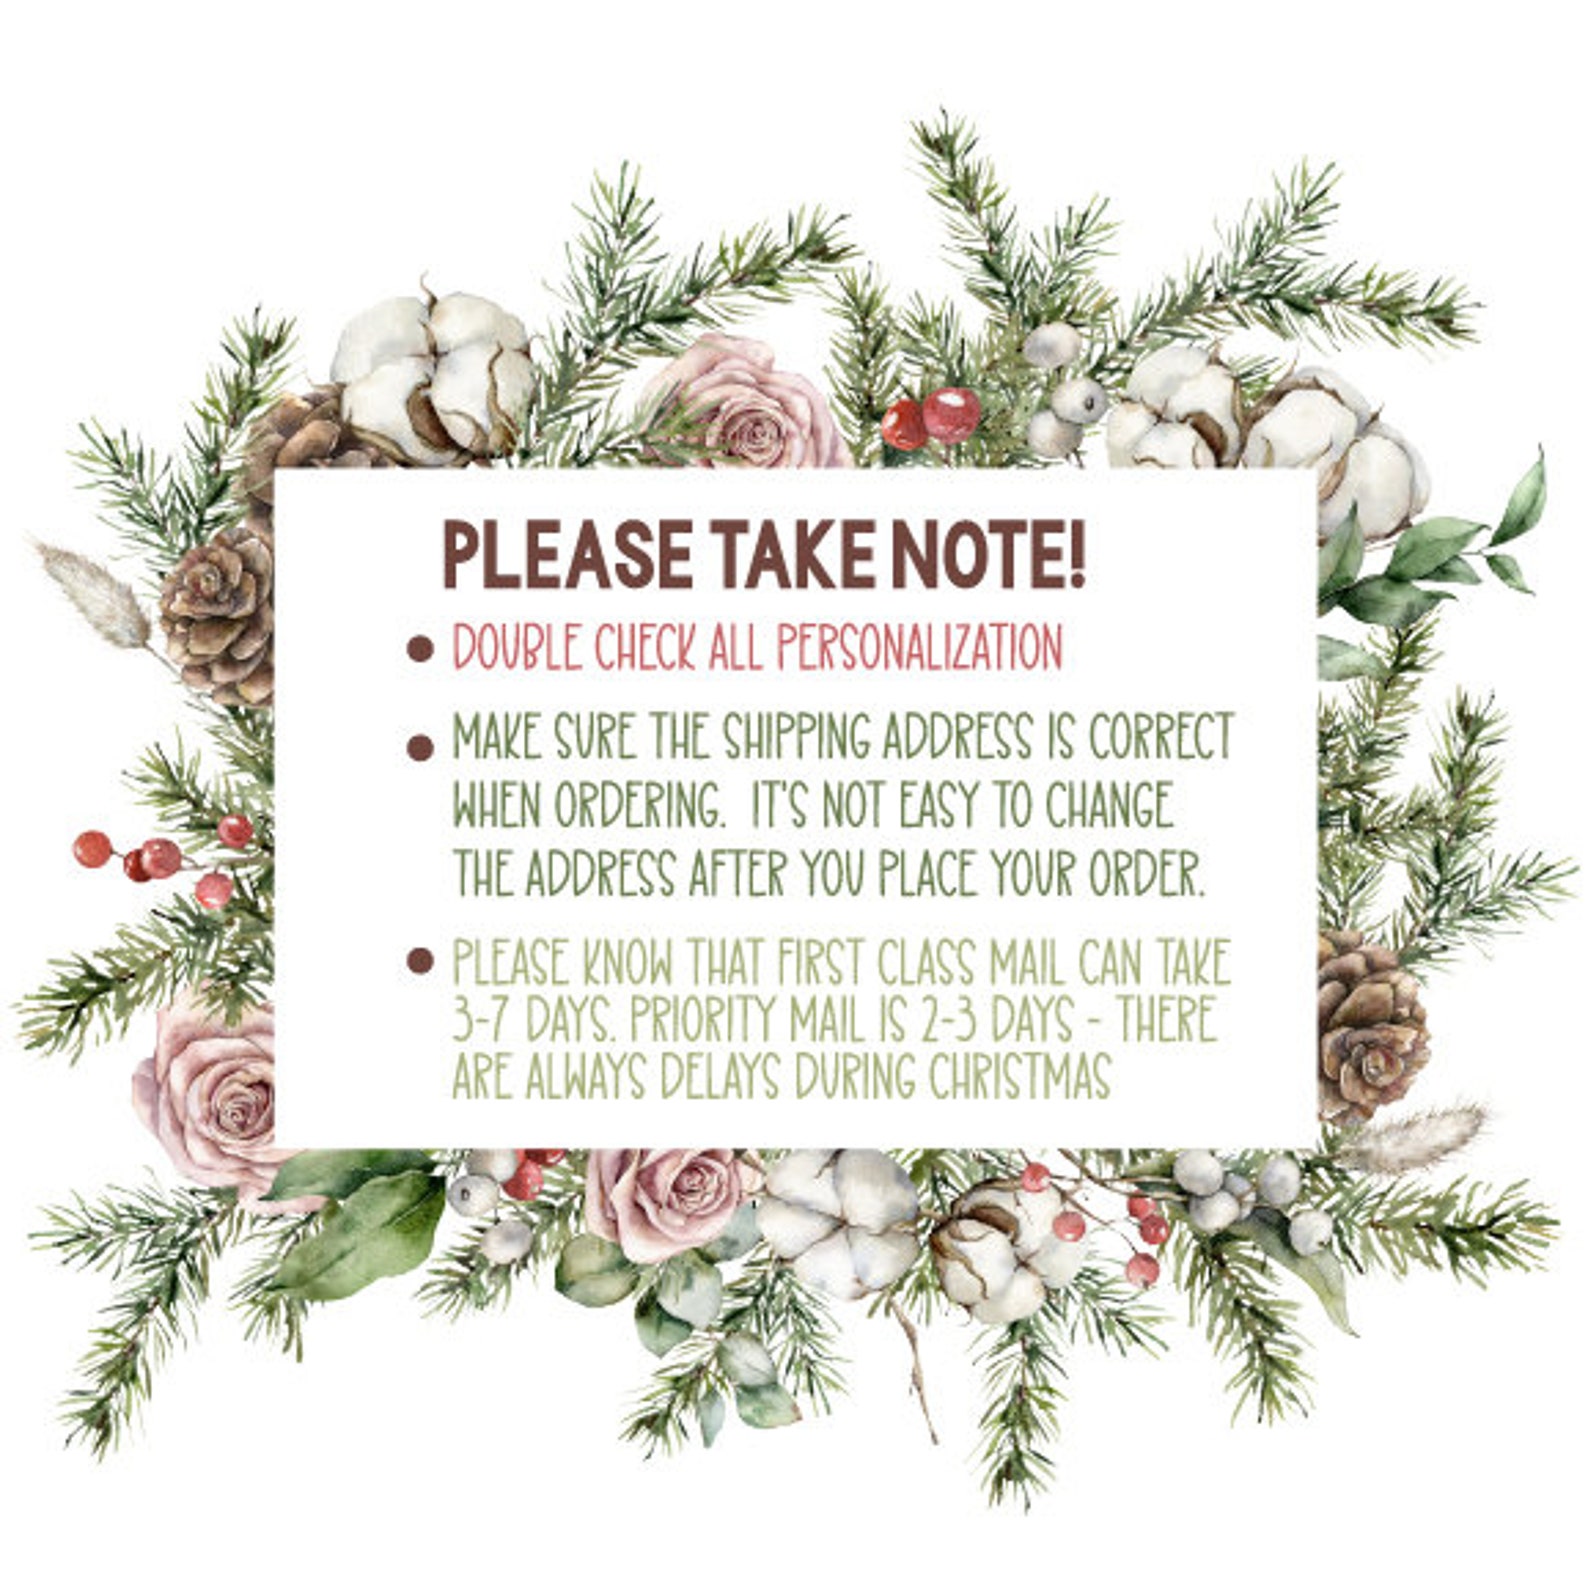 PLEASE TAKE NOTE!
• DOUBLE CHECK ALL PERSONALIZATION
• MAKE SURE THE SHIPPING ADDRESS IS CORRECT
WHEN ORDERING. IT'S NOT EASY TO CHANGE
THE ADDRESS AFTER YOU PLACE YOUR ORDER.
• PLEASE KNOW THAT FIRST CLASS MAIL CAN TAKE
3-7 DAYS. PRIORITY MAIL IS 2-3 DAYS - THERE
ARE ALWAYS DELAYS DURING CHRISTMAS